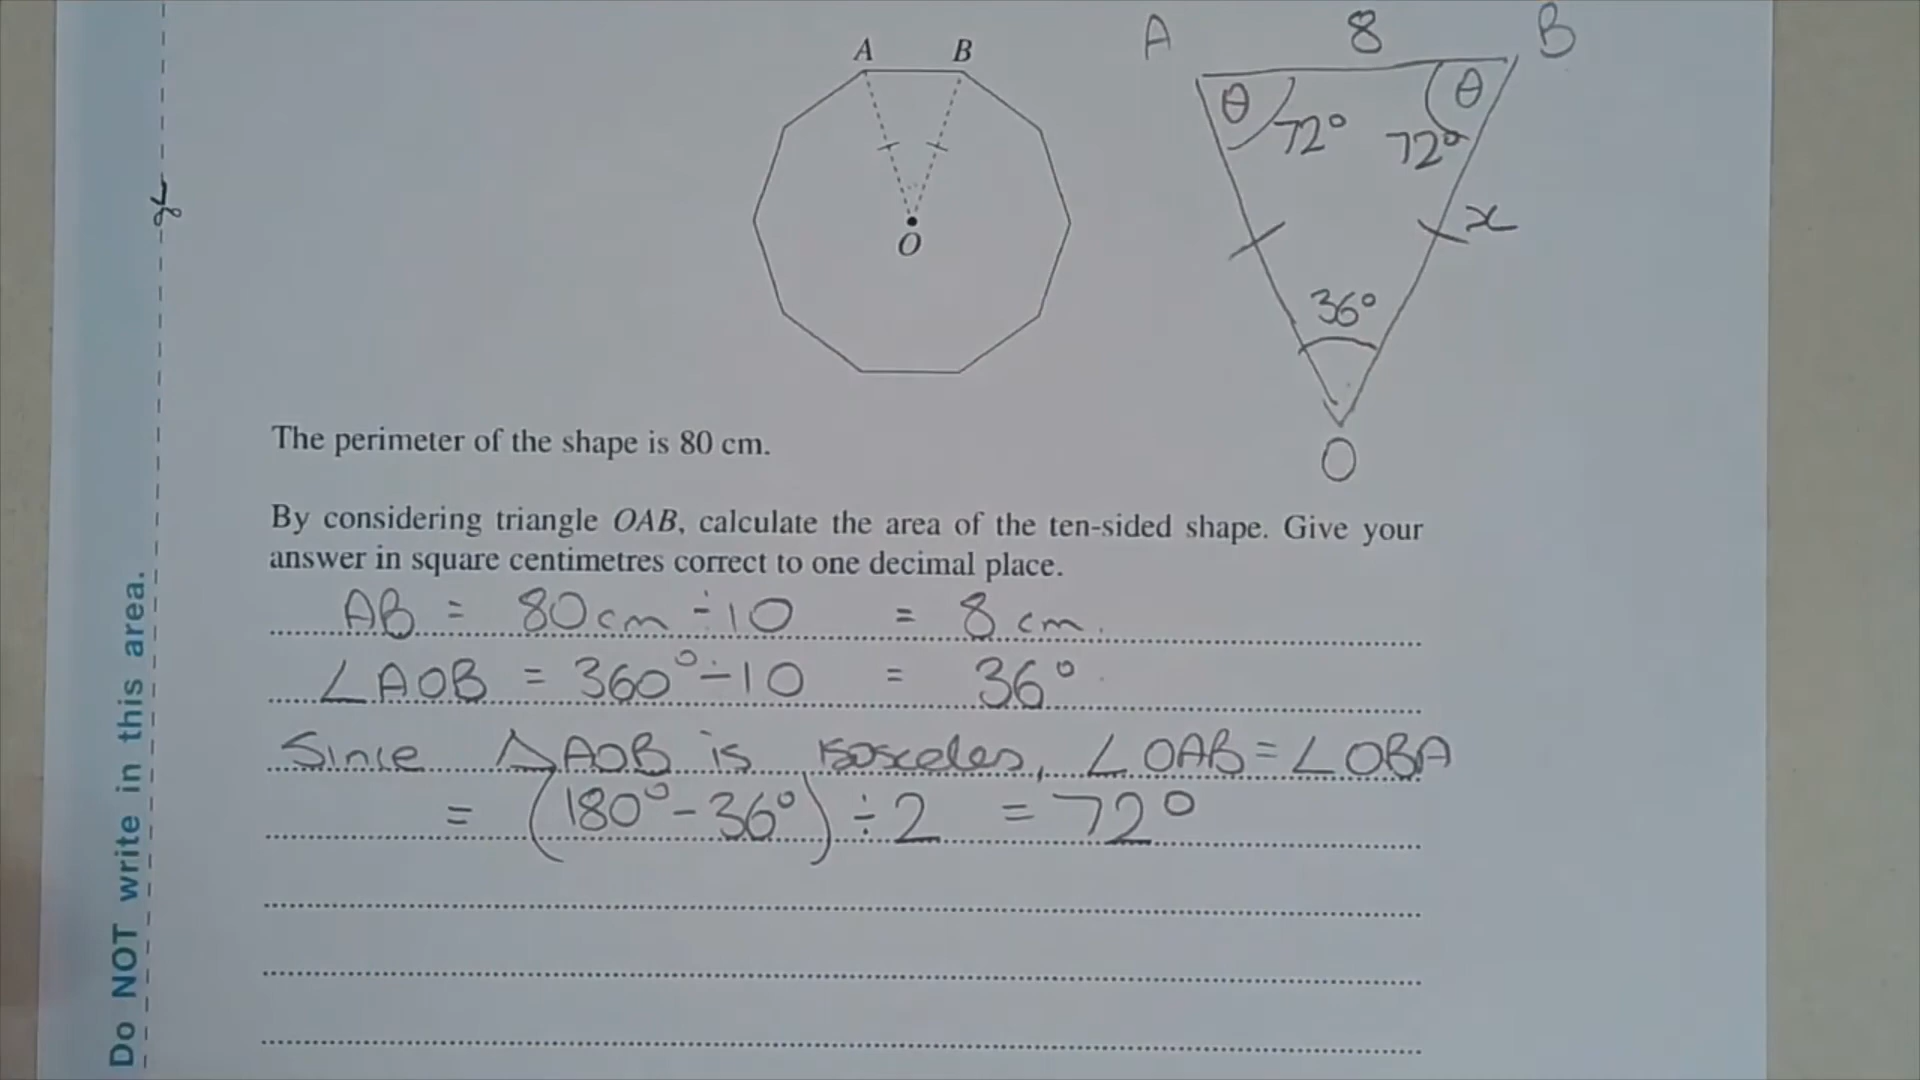 A 8 B
A B
θ θ
72° 72°
x
O
36°
O
The perimeter of the shape is 80 cm.
By considering triangle OAB, calculate the area of the ten-sided shape. Give your
answer in square centimetres correct to one decimal place.
AB = 80cm ÷ 10 = 8 cm.
∠AOB = 360° ÷ 10 = 36°
Since △AOB is isosceles, ∠OAB = ∠OBA
= (180° - 36°) ÷ 2 = 72°
Do NOT write in this area.